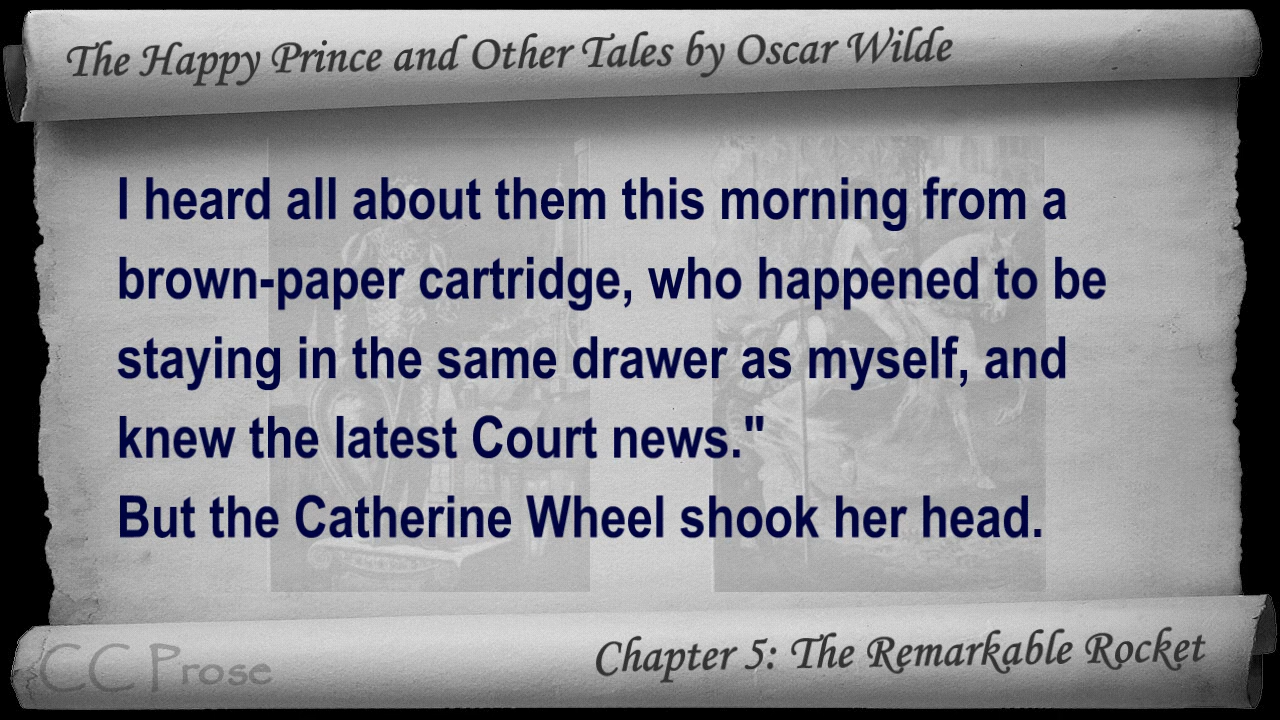 The Happy Prince and Other Tales by Oscar Wilde
I heard all about them this morning from a
brown-paper cartridge, who happened to be
staying in the same drawer as myself, and
knew the latest Court news."
But the Catherine Wheel shook her head.
CC Prose
Chapter 5: The Remarkable Rocket